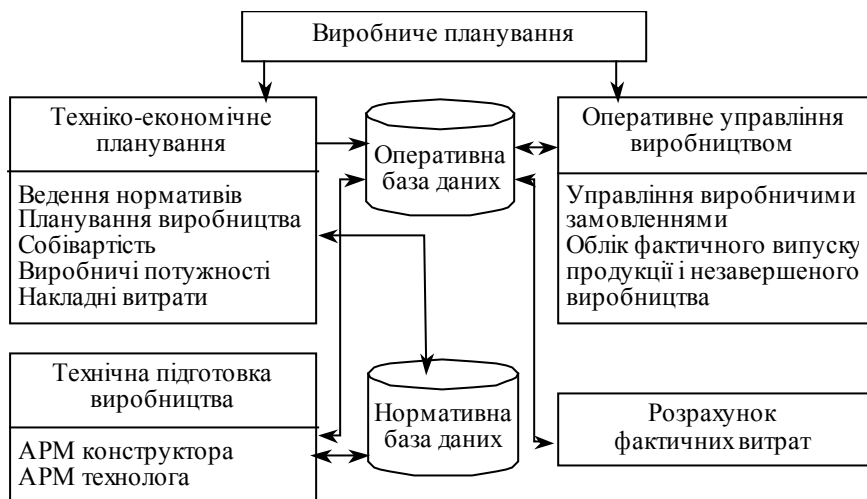 Виробниче планування
Техніко-економічне
планування
Ведення нормативів
Планування виробництва
Собівартість
Виробничі потужності
Накладні витрати
Оперативна
база даних
Оперативне управління
виробництвом
Управління виробничими
замовленнями
Облік фактичного випуску
продукції і незавершеного
виробництва
Технічна підготовка
виробництва
АРМ конструктора
АРМ технолога
Нормативна
база даних
Розрахунок
фактичних витрат